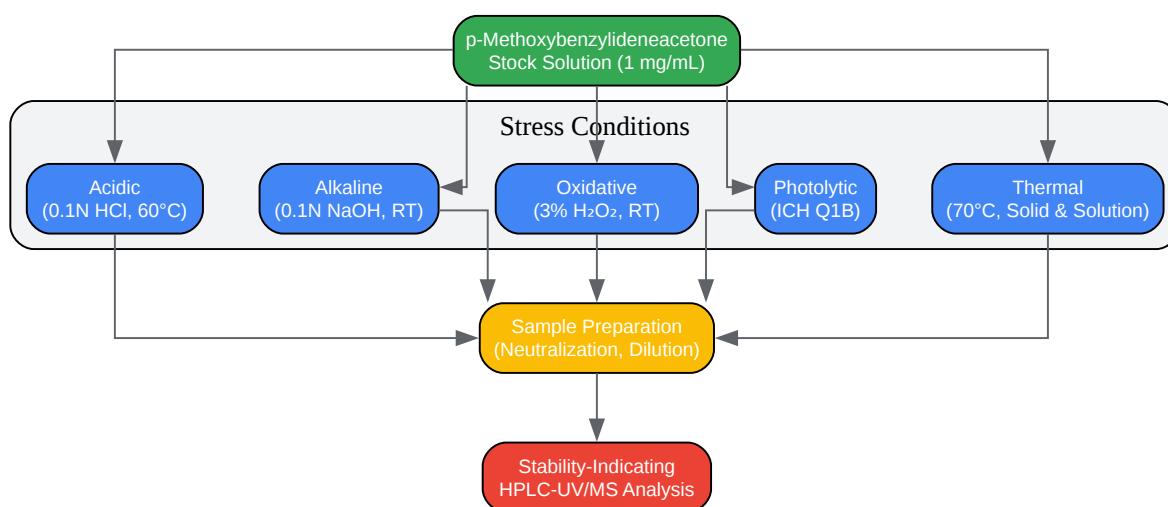 p-Methoxybenzylideneacetone
Stock Solution (1 mg/mL)
Stress Conditions
Acidic
(0.1N HCl, 60°C)
Alkaline
(0.1N NaOH, RT)
Oxidative
(3% H₂O₂, RT)
Photolytic
(ICH Q1B)
Thermal
(70°C, Solid & Solution)
Sample Preparation
(Neutralization, Dilution)
Stability-Indicating
HPLC-UV/MS Analysis